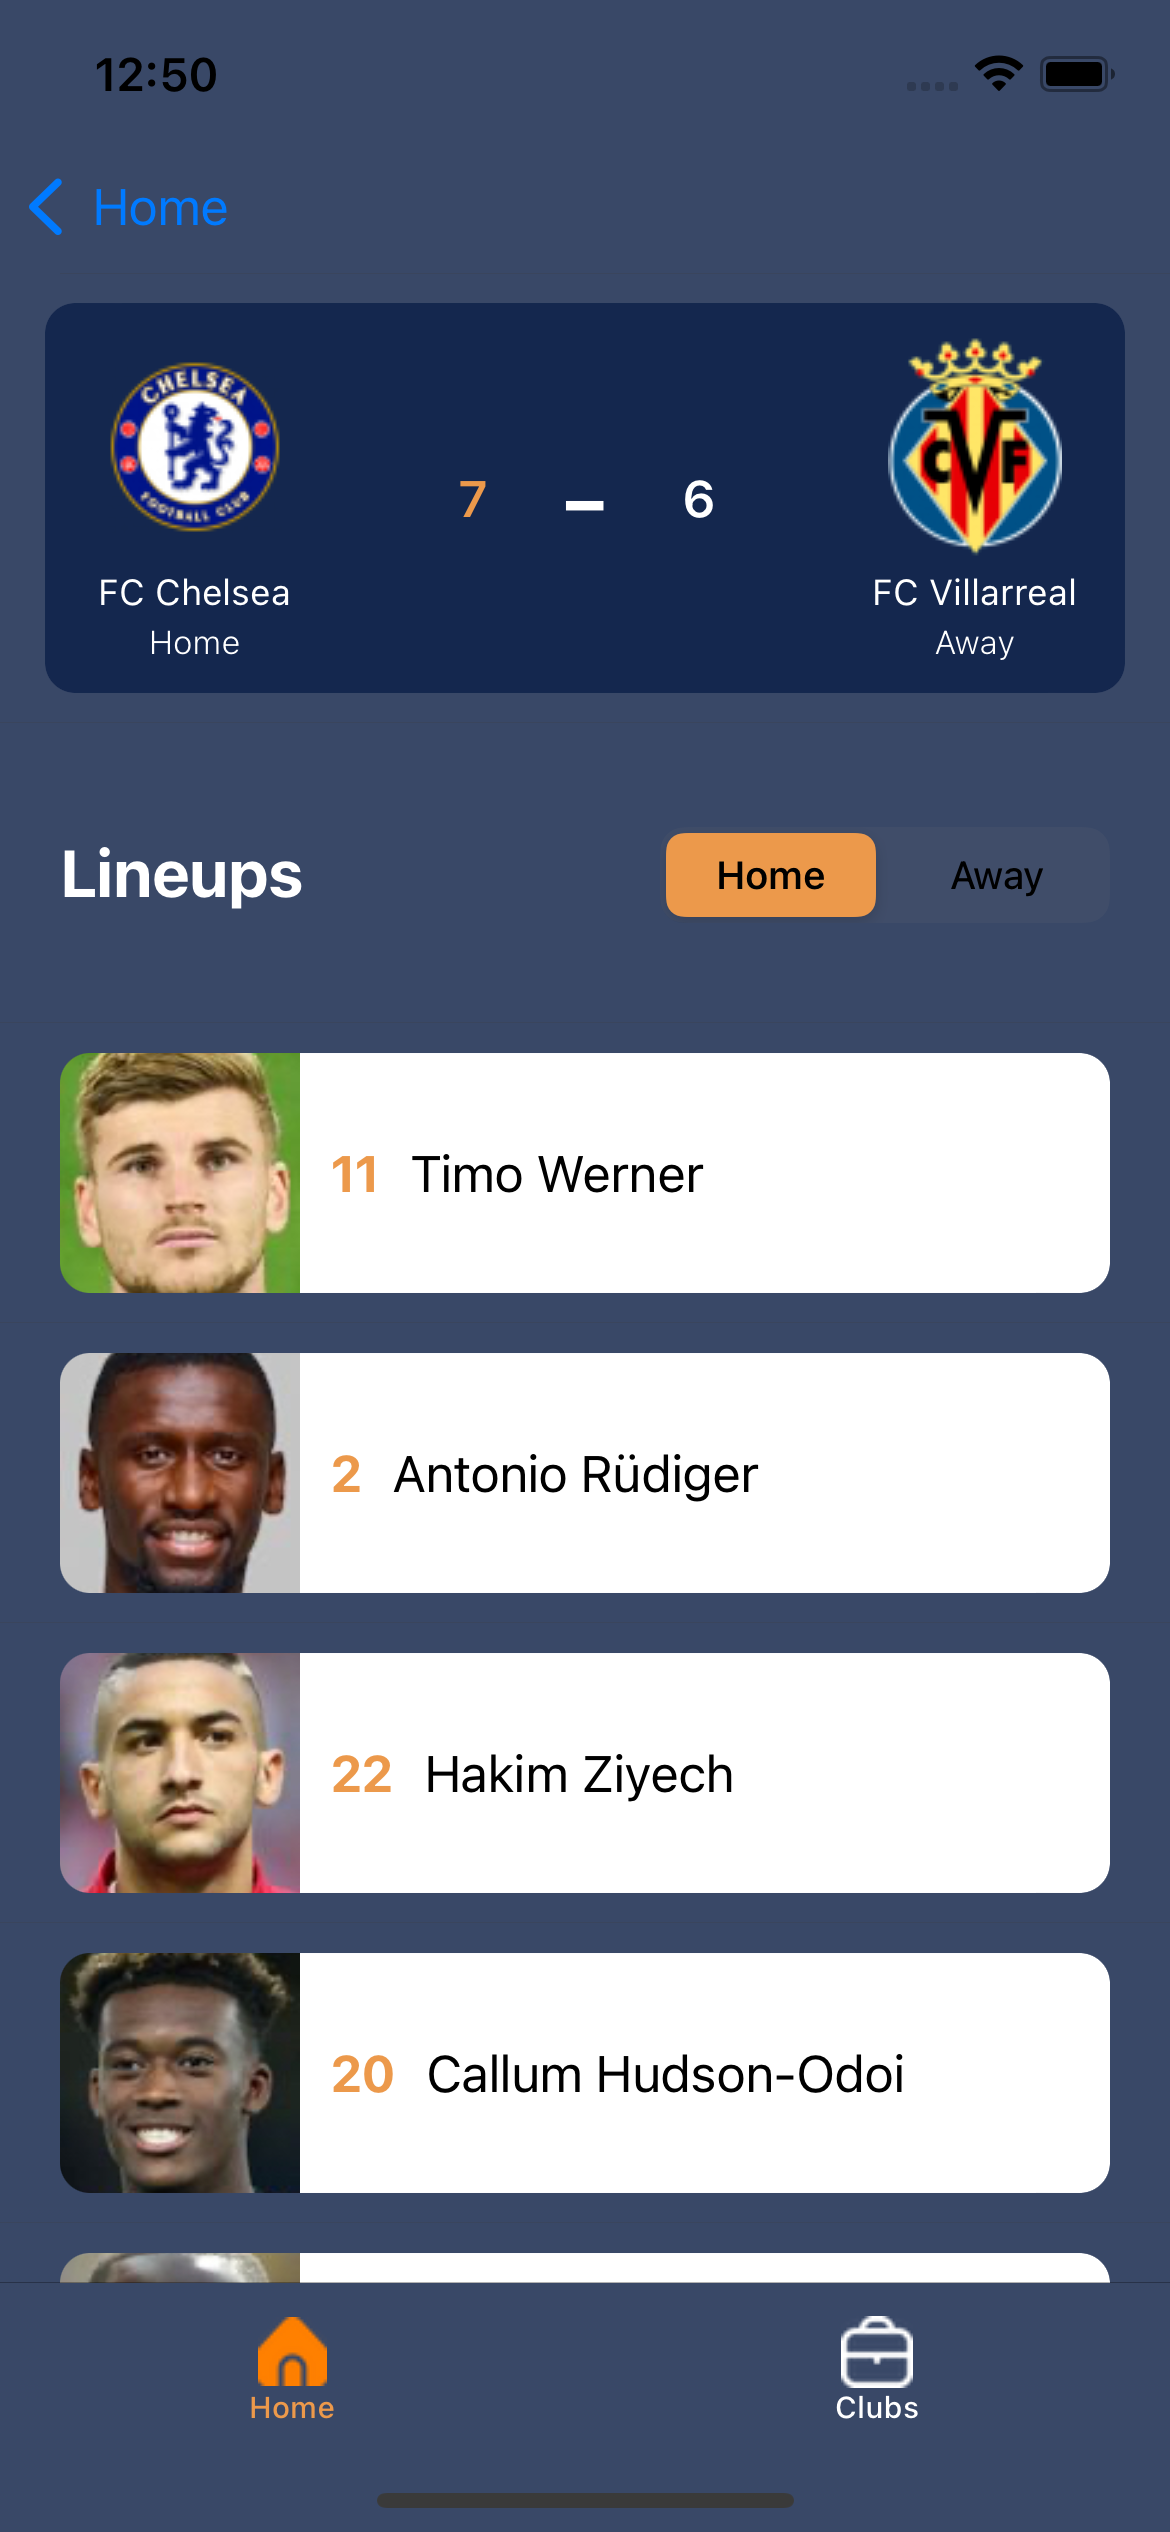 12:50
Home
CHELSEA
FOOTBALL CLUB
CVF
7 – 6
FC Chelsea
Home
FC Villarreal
Away
Lineups
Home
Away
11 Timo Werner
2 Antonio Rüdiger
22 Hakim Ziyech
20 Callum Hudson-Odoi
Home
Clubs